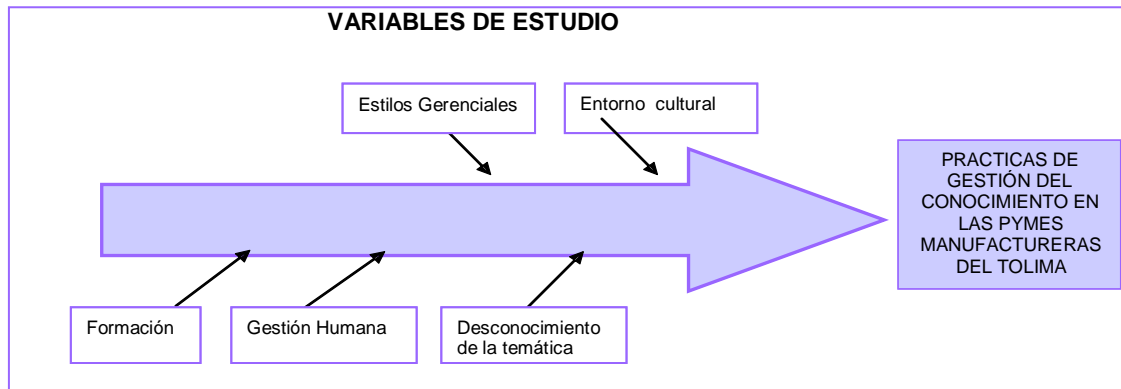 VARIABLES DE ESTUDIO
Estilos Gerenciales
Entorno cultural
PRACTICAS DE
GESTIÓN DEL
CONOCIMIENTO EN
LAS PYMES
MANUFACTURERAS
DEL TOLIMA
Formación
Gestión Humana
Desconocimiento
de la temática